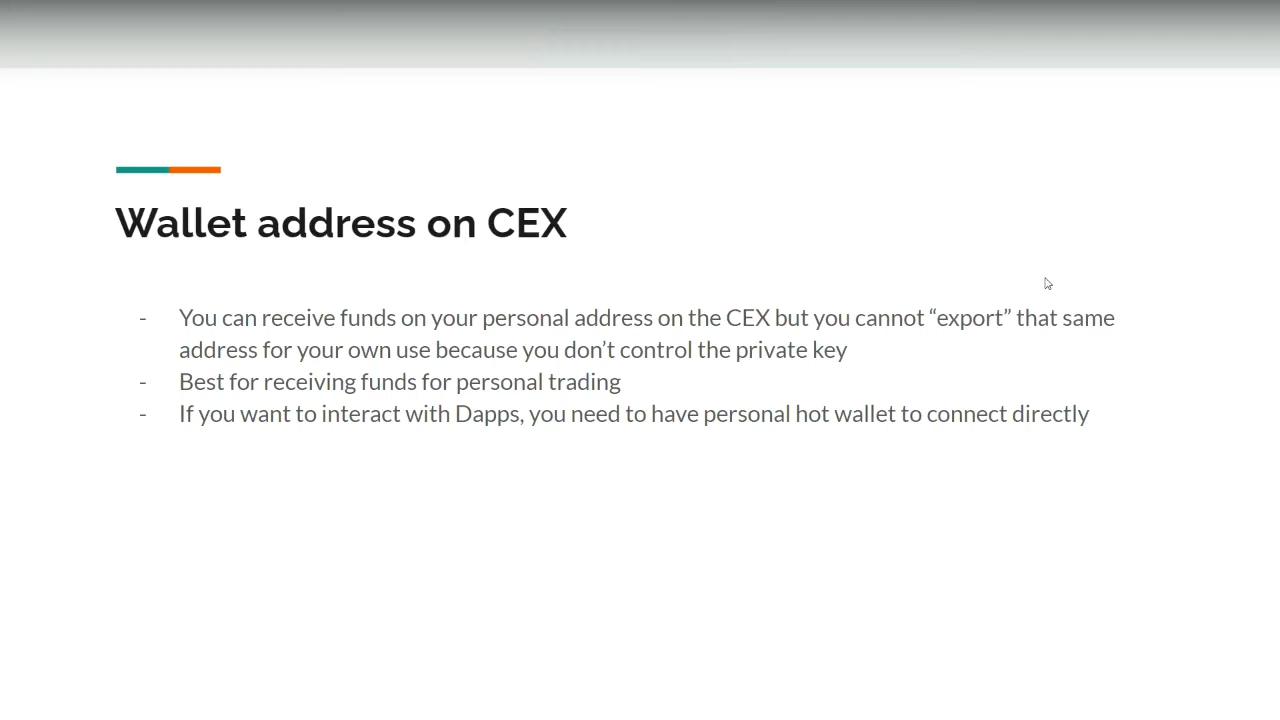 Wallet address on CEX
- You can receive funds on your personal address on the CEX but you cannot “export” that same
address for your own use because you don’t control the private key
- Best for receiving funds for personal trading
- If you want to interact with Dapps, you need to have personal hot wallet to connect directly